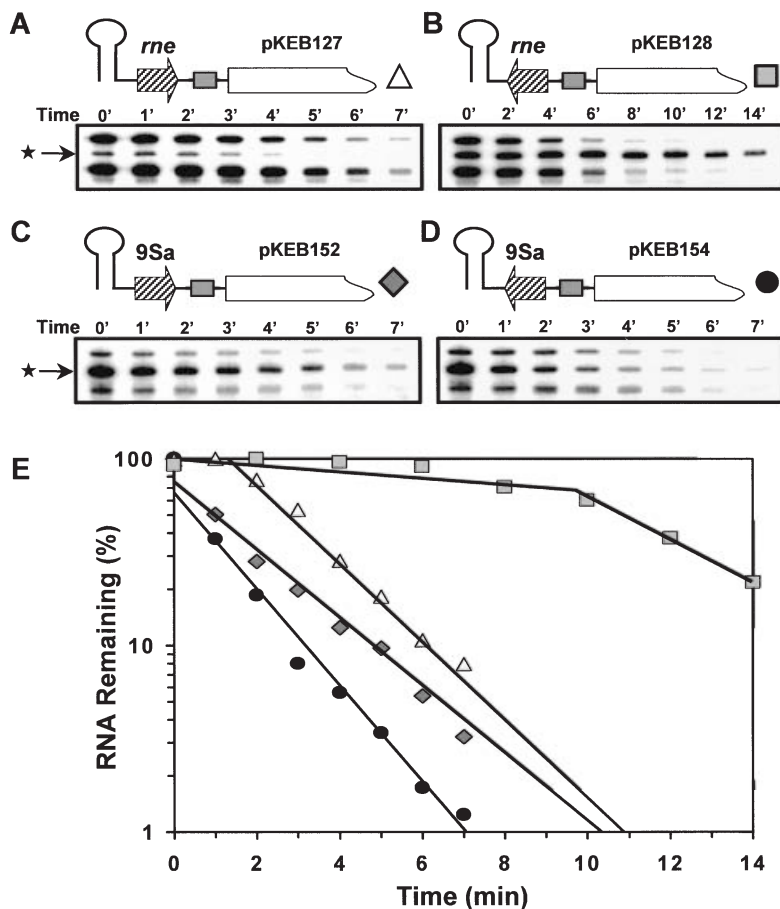 A
rne
pKEB127
Time 0' 1' 2' 3' 4' 5' 6' 7'
★
B
rne
pKEB128
0' 2' 4' 6' 8' 10' 12' 14'
C
9Sa
pKEB152
Time 0' 1' 2' 3' 4' 5' 6' 7'
★
D
9Sa
pKEB154
0' 1' 2' 3' 4' 5' 6' 7'
E
RNA Remaining (%)
100
10
1
0 2 4 6 8 10 12 14
Time (min)